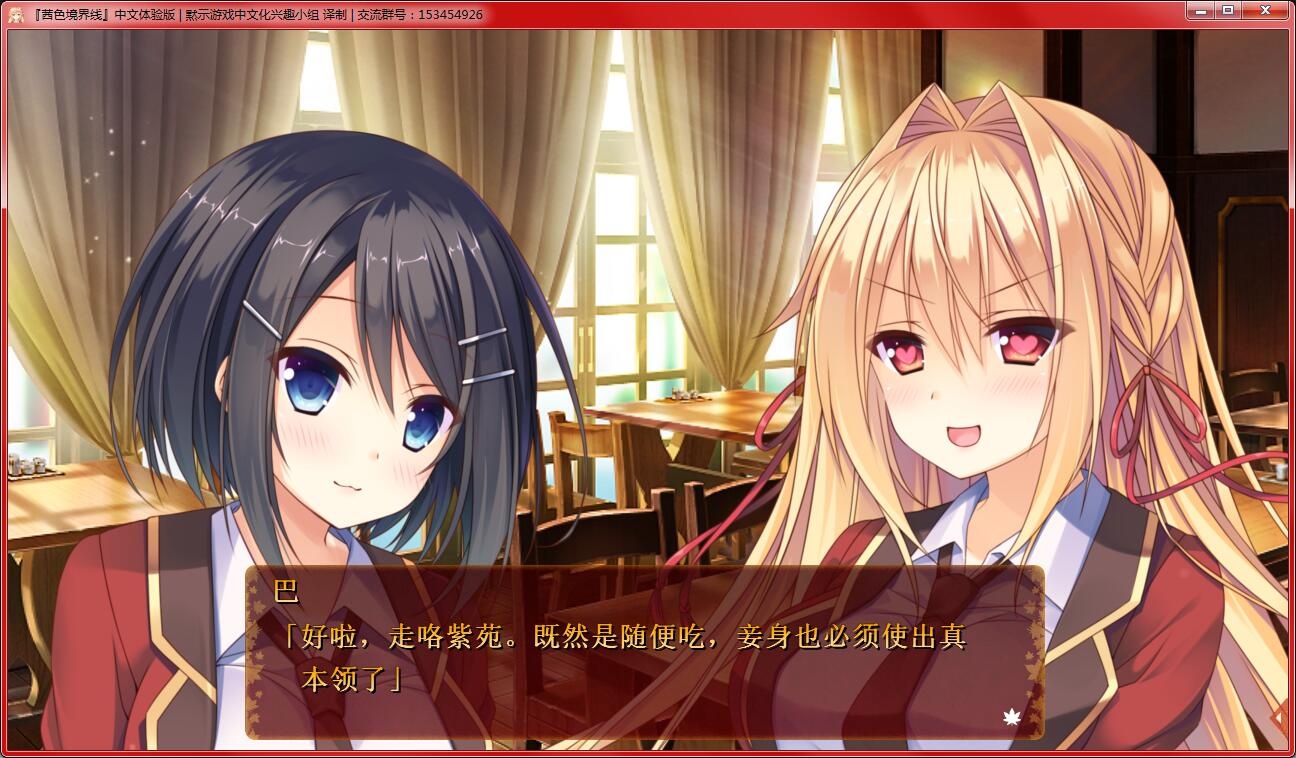 『茜色境界线』中文体验版 | 黙示游戏中文化兴趣小组 译制 | 交流群号：153454926
巴
「好啦，走咯紫苑。既然是随便吃，妾身也必须使出真
本领了」